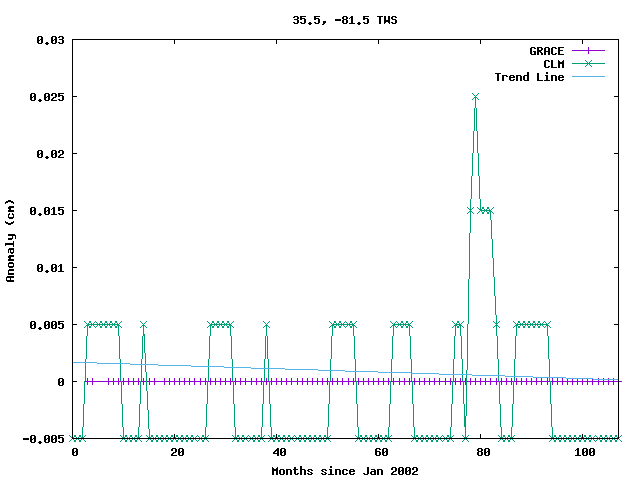 35.5, -81.5 TWS
0.03
0.025
0.02
0.015
0.01
0.005
0
-0.005
Anomaly (cm)
GRACE
CLM
Trend Line
0 20 40 60 80 100
Months since Jan 2002